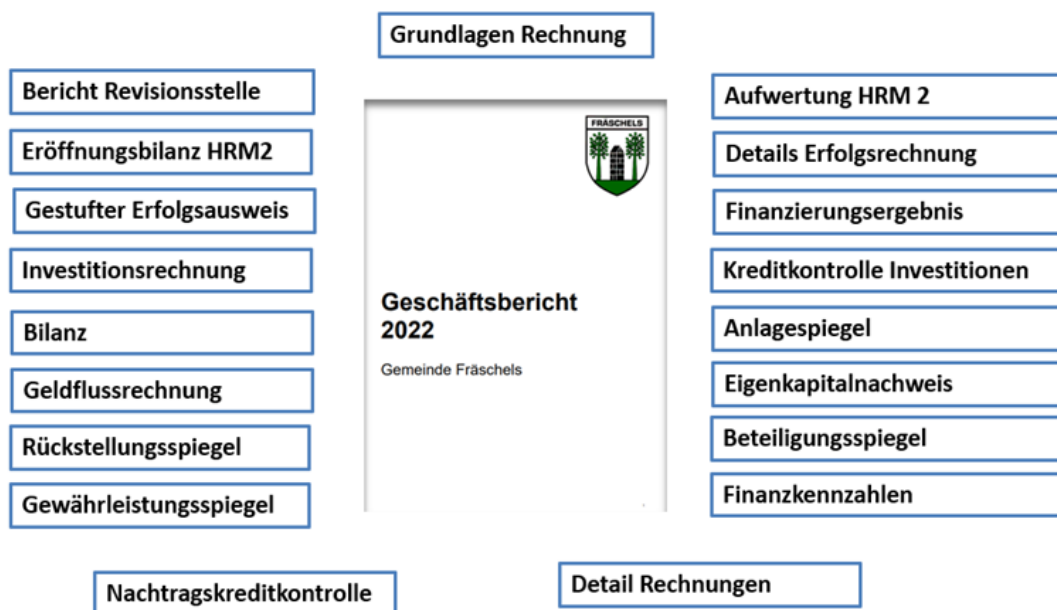 Grundlagen Rechnung
Bericht Revisionsstelle
Eröffnungsbilanz HRM2
Gestufter Erfolgsausweis
Investitionsrechnung
Bilanz
Geldflussrechnung
Rückstellungsspiegel
Gewährleistungsspiegel
FRÄSCHELS
Geschäftsbericht
2022
Gemeinde Fräschels
Aufwertung HRM 2
Details Erfolgsrechnung
Finanzierungsergebnis
Kreditkontrolle Investitionen
Anlagespiegel
Eigenkapitalnachweis
Beteiligungsspiegel
Finanzkennzahlen
Nachtragskreditkontrolle
Detail Rechnungen